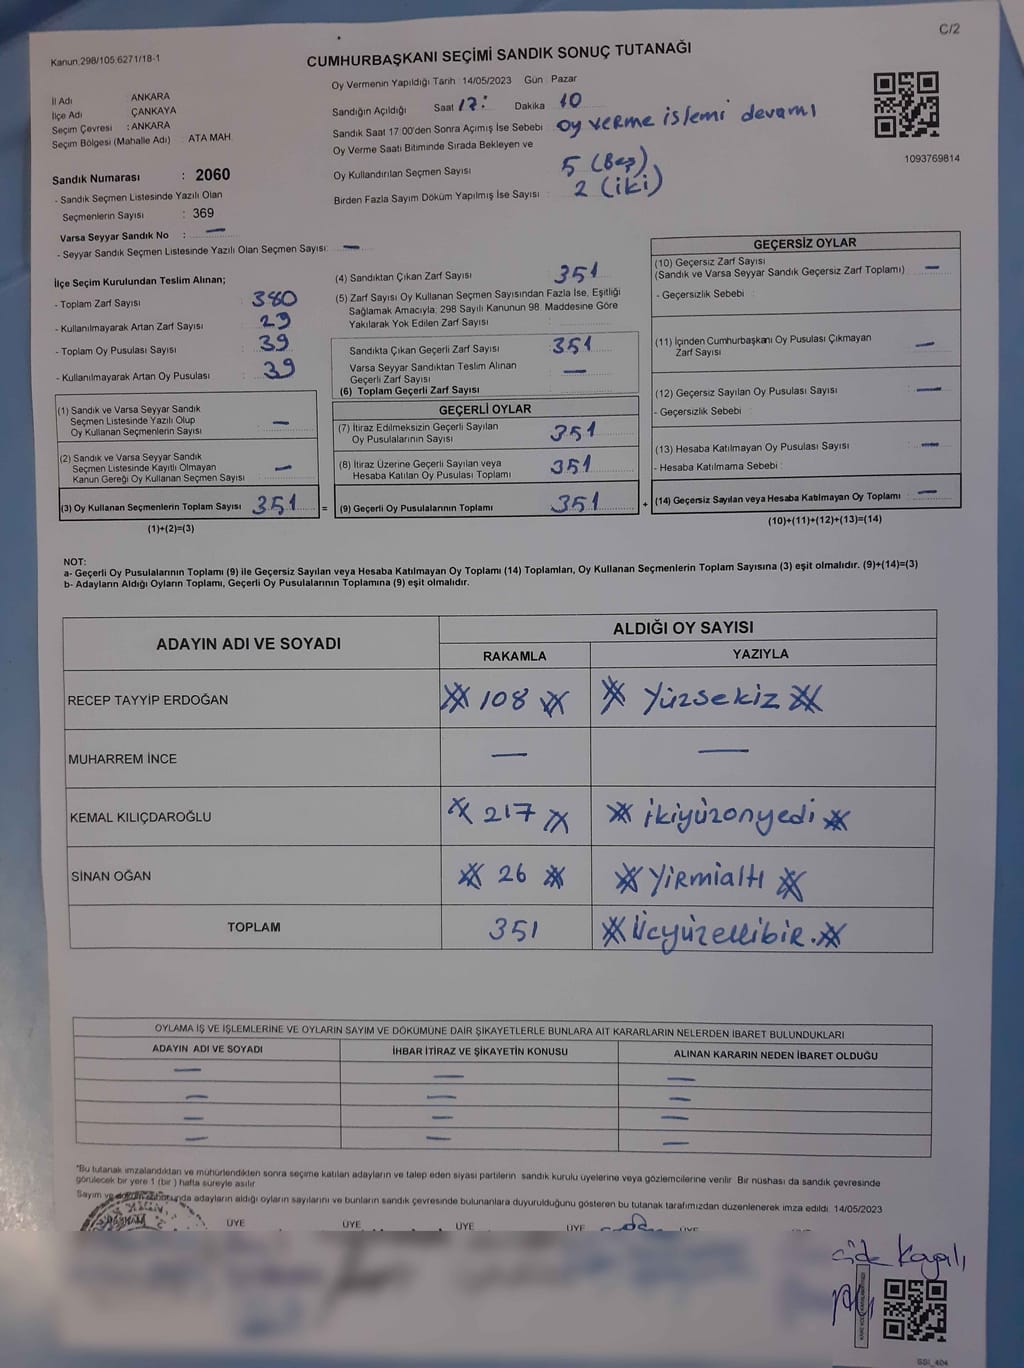 C/2
Kanun.298/105.6271/18-1
CUMHURBAŞKANI SEÇİMİ SANDIK SONUÇ TUTANAĞI
Oy Vermenin Yapıldığı Tarih : 14/05/2023 Gün : Pazar
İl Adı : ANKARA
İlçe Adı : ÇANKAYA
Seçim Çevresi : ANKARA
Seçim Bölgesi (Mahalle Adı) : ATA MAH.
Sandığın Açıldığı Saat 17: Dakika 10
Sandık Saat 17.00'den Sonra Açımış İse Sebebi : oy verme işlemi devamı
Oy Verme Saati Bitiminde Sırada Bekleyen ve
Oy Kullandırılan Seçmen Sayısı : 5 (Beş)
Birden Fazla Sayım Döküm Yapılmış İse Sayısı : 2 (iki)
1093769814
Sandık Numarası : 2060
- Sandık Seçmen Listesinde Yazılı Olan
Seçmenlerin Sayısı : 369
Varsa Seyyar Sandık No : —
- Seyyar Sandık Seçmen Listesinde Yazılı Olan Seçmen Sayısı: —
İlçe Seçim Kurulundan Teslim Alınan;
- Toplam Zarf Sayısı : 380
- Kullanılmayarak Artan Zarf Sayısı : 29
- Toplam Oy Pusulası Sayısı : 39
- Kullanılmayarak Artan Oy Pusulası : 39
(1) Sandık ve Varsa Seyyar Sandık
Seçmen Listesinde Yazılı Olup
Oy Kullanan Seçmenlerin Sayısı —
(2) Sandık ve Varsa Seyyar Sandık
Seçmen Listesinde Kayıtlı Olmayan
Kanun Gereği Oy Kullanan Seçmen Sayısı —
(3) Oy Kullanan Seçmenlerin Toplam Sayısı 351
(1)+(2)=(3)
(4) Sandıktan Çıkan Zarf Sayısı : 351
(5) Zarf Sayısı Oy Kullanan Seçmen Sayısından Fazla İse, Eşitliği
Sağlamak Amacıyla; 298 Sayılı Kanunun 98. Maddesine Göre
Yakılarak Yok Edilen Zarf Sayısı :
Sandıkta Çıkan Geçerli Zarf Sayısı : 351
Varsa Seyyar Sandıktan Teslim Alınan
Geçerli Zarf Sayısı : —
(6) Toplam Geçerli Zarf Sayısı
GEÇERLİ OYLAR
(7) İtiraz Edilmeksizin Geçerli Sayılan
Oy Pusulalarının Sayısı : 351
(8) İtiraz Üzerine Geçerli Sayılan veya
Hesaba Katılan Oy Pusulası Toplamı : 351
= (9) Geçerli Oy Pusulalarının Toplamı : 351 +
GEÇERSİZ OYLAR
(10) Geçersiz Zarf Sayısı
(Sandık ve Varsa Seyyar Sandık Geçersiz Zarf Toplamı) —
- Geçersizlik Sebebi :
(11) İçinden Cumhurbaşkanı Oy Pusulası Çıkmayan
Zarf Sayısı —
(12) Geçersiz Sayılan Oy Pusulası Sayısı —
- Geçersizlik Sebebi :
(13) Hesaba Katılmayan Oy Pusulası Sayısı —
- Hesaba Katılmama Sebebi :
(14) Geçersiz Sayılan veya Hesaba Katılmayan Oy Toplamı : —
(10)+(11)+(12)+(13)=(14)
NOT:
a- Geçerli Oy Pusulalarının Toplamı (9) ile Geçersiz Sayılan veya Hesaba Katılmayan Oy Toplamı (14) Toplamları, Oy Kullanan Seçmenlerin Toplam Sayısına (3) eşit olmalıdır. (9)+(14)=(3)
b- Adayların Aldığı Oyların Toplamı, Geçerli Oy Pusulalarının Toplamına (9) eşit olmalıdır.
ADAYIN ADI VE SOYADI ALDIĞI OY SAYISI
RAKAMLA YAZIYLA
RECEP TAYYİP ERDOĞAN 108 Yüzsekiz
MUHARREM İNCE — —
KEMAL KILIÇDAROĞLU 217 ikiyüzonyedi
SİNAN OĞAN 26 Yirmialtı
TOPLAM 351 Üçyüzellibir.
OYLAMA İŞ VE İŞLEMLERİNE VE OYLARIN SAYIM VE DÖKÜMÜNE DAİR ŞİKAYETLERLE BUNLARA AİT KARARLARIN NELERDEN İBARET BULUNDUKLARI
ADAYIN ADI VE SOYADI İHBAR İTİRAZ VE ŞİKAYETİN KONUSU ALINAN KARARIN NEDEN İBARET OLDUĞU
— — —
— — —
— — —
— — —
*Bu tutanak imzalandıktan ve mühürlendikten sonra seçime katılan adayların ve talep eden siyasi partilerin sandık kurulu üyelerine veya gözlemcilerine verilir. Bir nüshası da sandık çevresinde
görülecek bir yere 1 (bir) hafta süreyle asılır
Sayım ve adayların aldığı oyların sayılarını ve bunların sandık çevresinde bulunanlara duyurulduğunu gösteren bu tutanak tarafımızdan düzenlenerek imza edildi. 14/05/2023
ÜYE ÜYE ÜYE ÜYE ÜYE
SSİ_404